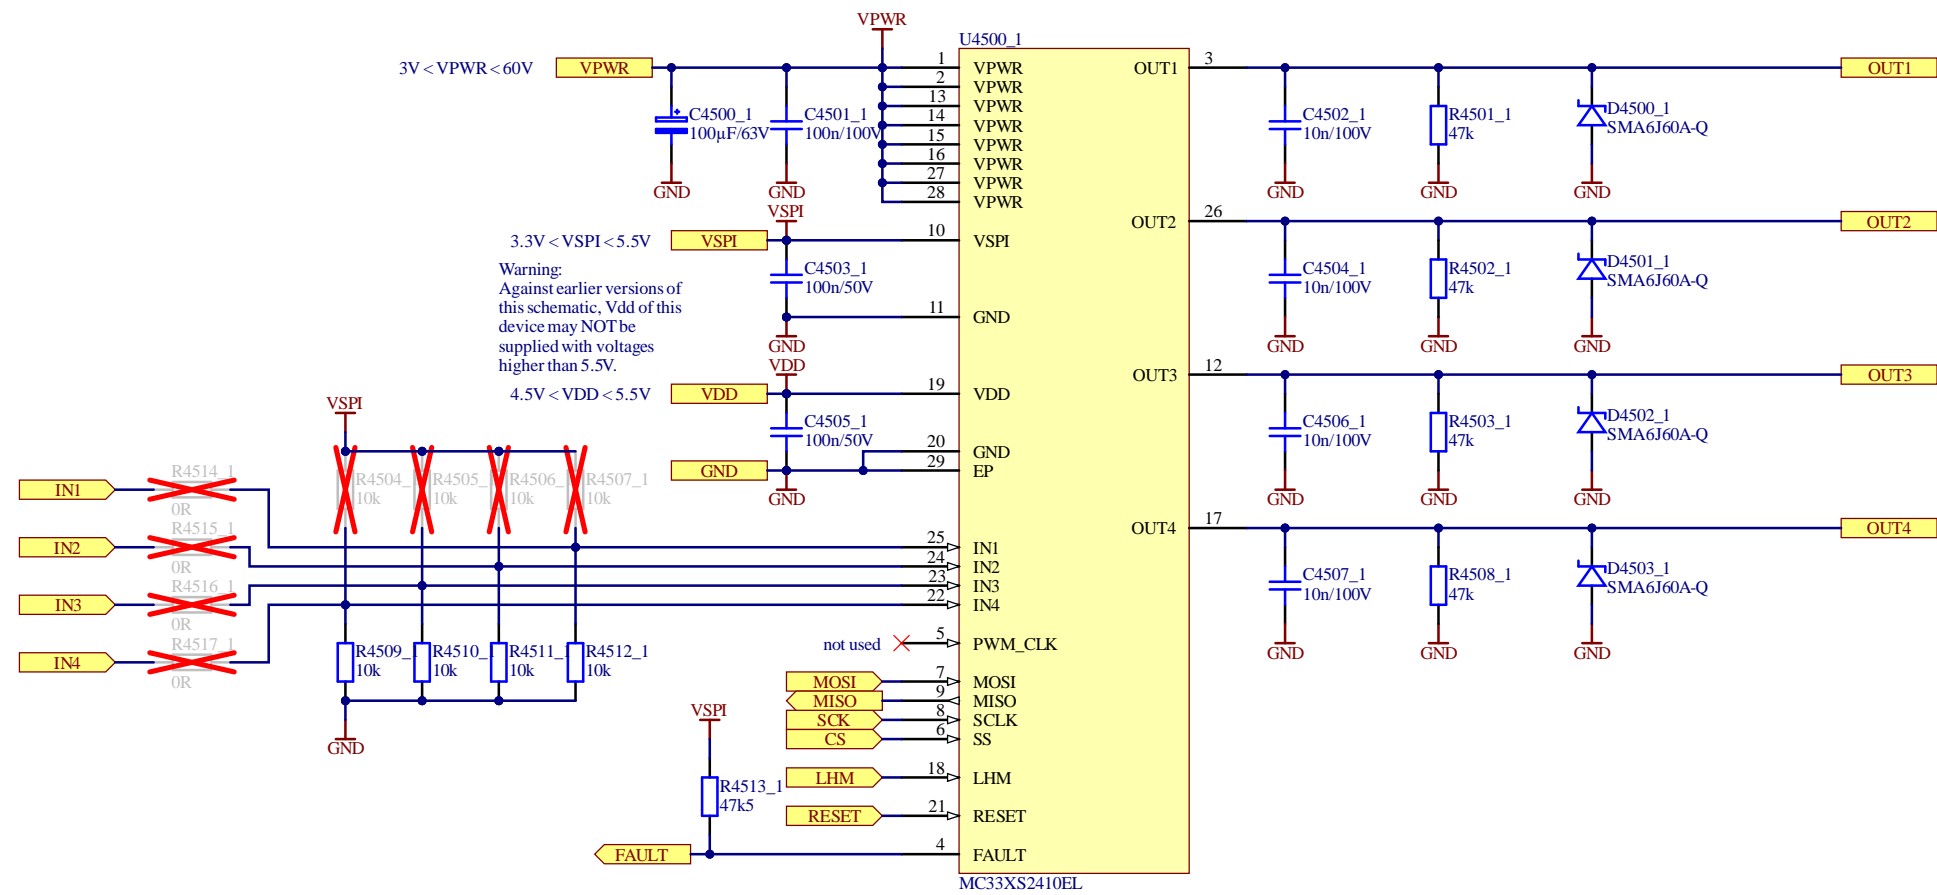 VPWR
U4500_1
3V < VPWR < 60V
VPWR
1
VPWR
OUT1
3
OUT1
2
VPWR
13
VPWR
14
VPWR
15
VPWR
16
VPWR
27
VPWR
28
VPWR
C4500_1
100µF/63V
C4501_1
100n/100V
GND
GND
C4502_1
10n/100V
R4501_1
47k
D4500_1
SMA6J60A-Q
GND
GND
GND
VSPI
3.3V < VSPI < 5.5V
VSPI
10
VSPI
OUT2
26
OUT2
Warning:
Against earlier versions of
this schematic, Vdd of this
device may NOT be
supplied with voltages
higher than 5.5V.
C4503_1
100n/50V
11
GND
GND
C4504_1
10n/100V
R4502_1
47k
D4501_1
SMA6J60A-Q
GND
GND
GND
VDD
4.5V < VDD < 5.5V
VDD
19
VDD
OUT3
12
OUT3
C4505_1
100n/50V
20
GND
GND
29
EP
GND
C4506_1
10n/100V
R4503_1
47k
D4502_1
SMA6J60A-Q
GND
GND
GND
VSPI
R4504_
10k
R4505_
10k
R4506_
10k
R4507_1
10k
IN1
R4514_1
0R
IN2
R4515_1
IN3
R4516_1
0R
IN4
R4517_1
0R
25
IN1
24
IN2
23
IN3
22
IN4
OUT4
17
OUT4
C4507_1
10n/100V
R4508_1
47k
D4503_1
SMA6J60A-Q
GND
GND
GND
R4509_1
10k
R4510_1
10k
R4511_1
10k
R4512_1
10k
GND
not used
5
PWM_CLK
MOSI
7
MOSI
MISO
9
MISO
SCK
8
SCLK
CS
6
SS
LHM
18
LHM
RESET
21
RESET
VSPI
R4513_1
47k5
FAULT
4
FAULT
MC33XS2410EL